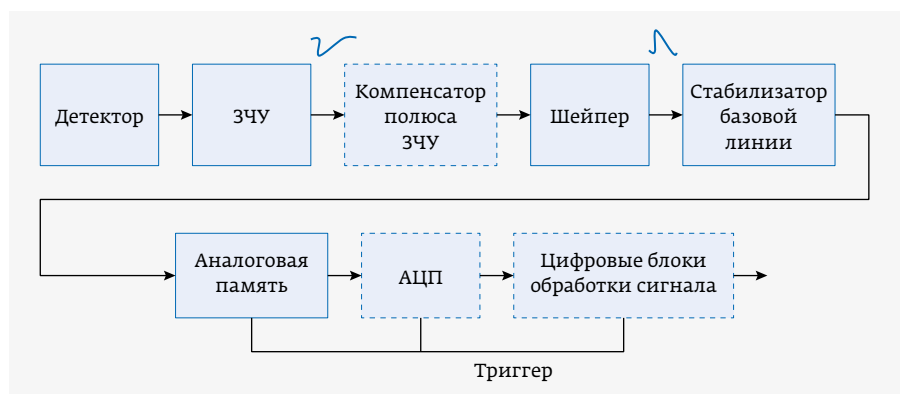 Детектор
ЗЧУ
Компенсатор
полюса
ЗЧУ
Шейпер
Стабилизатор
базовой
линии
Аналоговая
память
АЦП
Цифровые блоки
обработки сигнала
Триггер